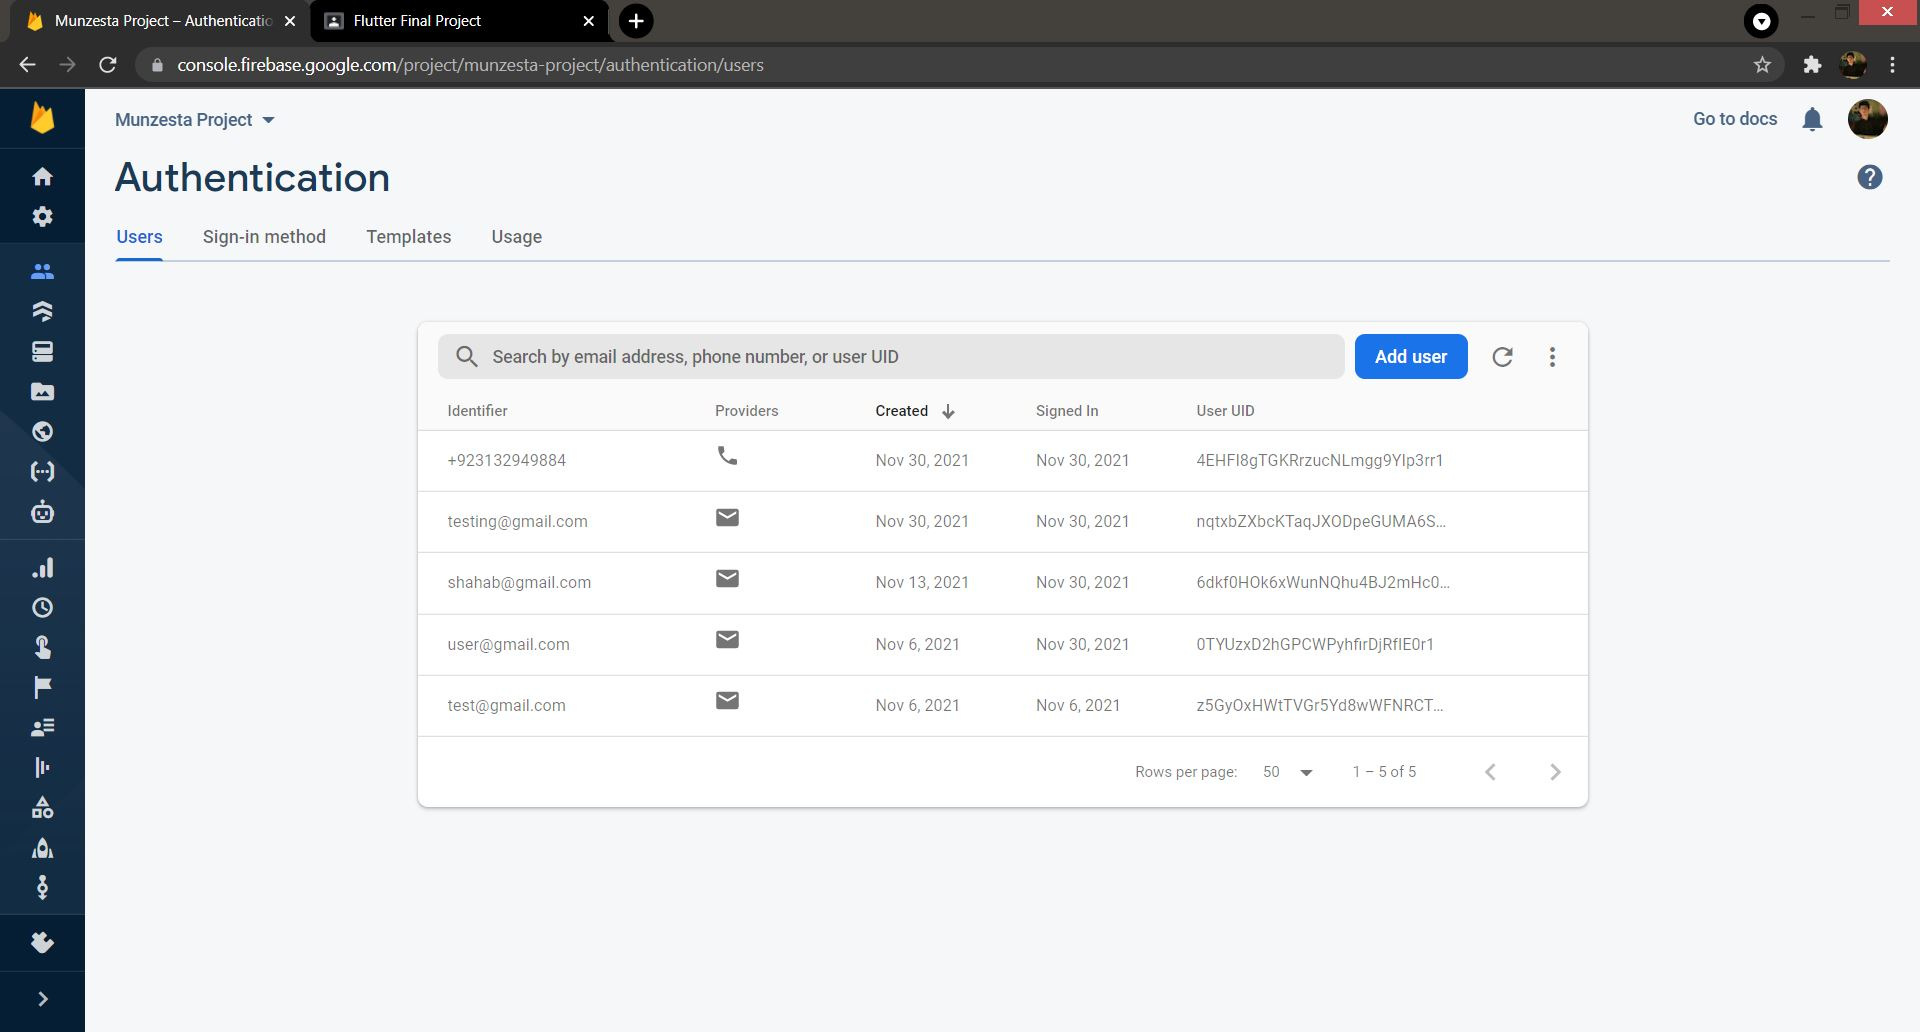 Munzesta Project – Authenticatio
Flutter Final Project
console.firebase.google.com/project/munzesta-project/authentication/users
Munzesta Project
Go to docs
Authentication
Users Sign-in method Templates Usage
Search by email address, phone number, or user UID
Add user
Identifier Providers Created Signed In User UID
+923132949884 Nov 30, 2021 Nov 30, 2021 4EHFI8gTGKRrzucNLmgg9YIp3rr1
testing@gmail.com Nov 30, 2021 Nov 30, 2021 nqtxbZXbcKTaqJXODpeGUMA6S...
shahab@gmail.com Nov 13, 2021 Nov 30, 2021 6dkf0HOk6xWunNQhu4BJ2mHc0...
user@gmail.com Nov 6, 2021 Nov 30, 2021 0TYUzxD2hGPCWPyhfirDjRfIE0r1
test@gmail.com Nov 6, 2021 Nov 6, 2021 z5GyOxHWtTVGr5Yd8wWFNRCT...
Rows per page: 50 1 – 5 of 5